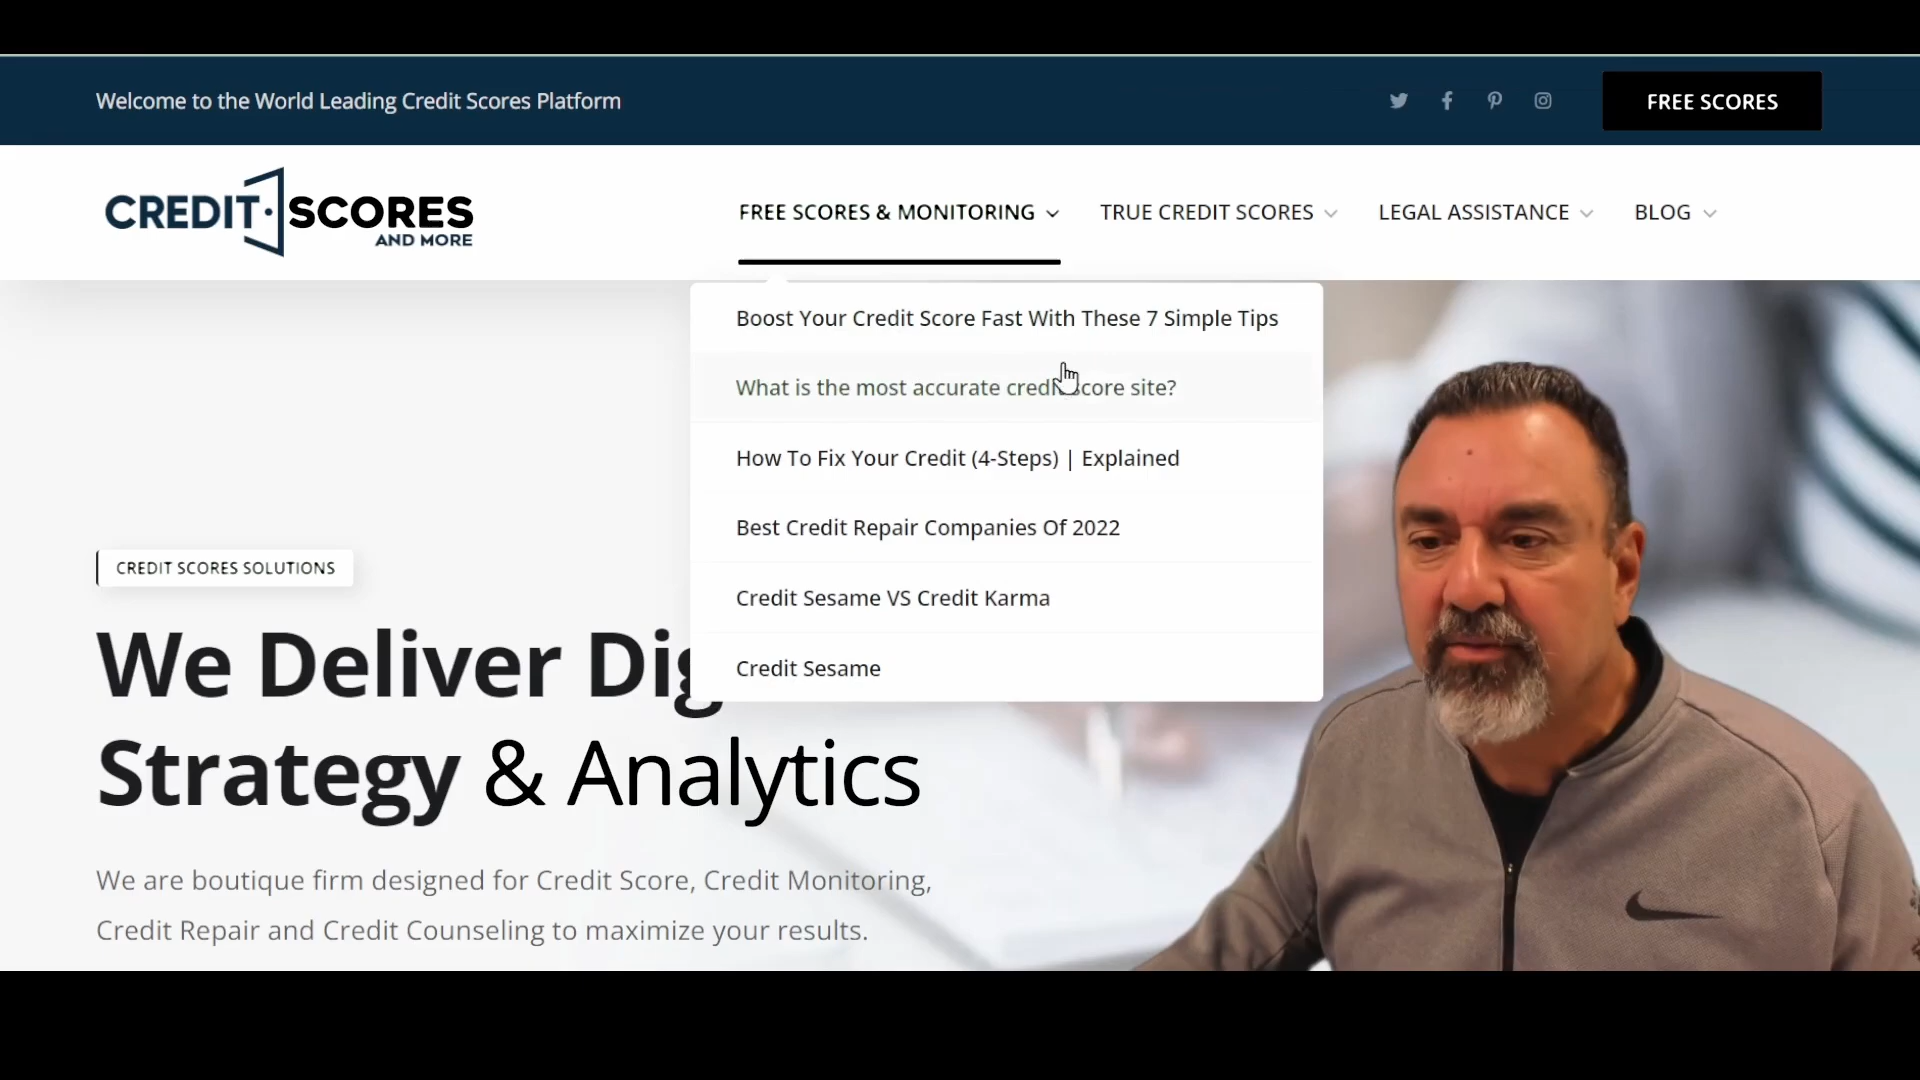 Welcome to the World Leading Credit Scores Platform
FREE SCORES
CREDIT SCORES
AND MORE
FREE SCORES & MONITORING
TRUE CREDIT SCORES
LEGAL ASSISTANCE
BLOG
Boost Your Credit Score Fast With These 7 Simple Tips
What is the most accurate credit score site?
How To Fix Your Credit (4-Steps) | Explained
Best Credit Repair Companies Of 2022
Credit Sesame VS Credit Karma
Credit Sesame
CREDIT SCORES SOLUTIONS
We Deliver Dig
Strategy & Analytics
We are boutique firm designed for Credit Score, Credit Monitoring,
Credit Repair and Credit Counseling to maximize your results.